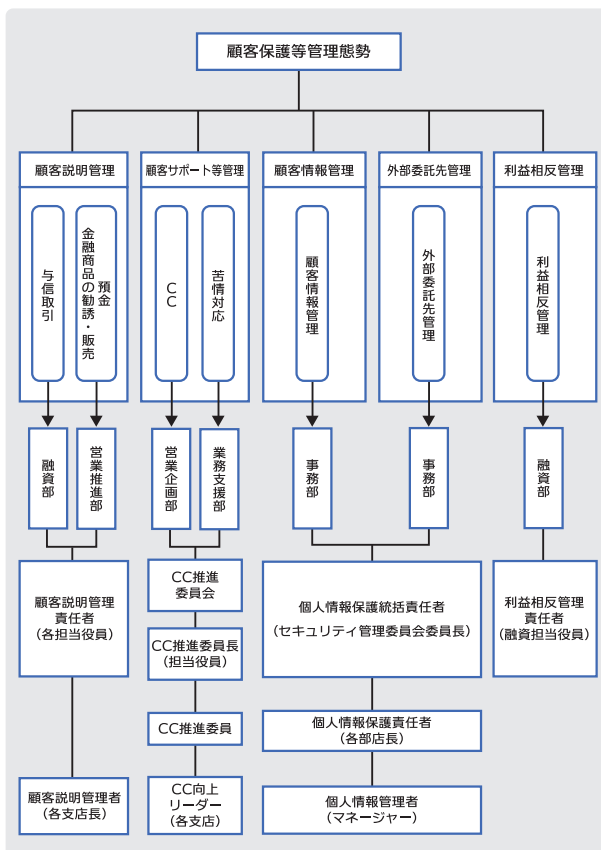 顧客保護等管理態勢
顧客説明管理
顧客サポート等管理
顧客情報管理
外部委託先管理
利益相反管理
与信取引
預金
金融商品の勧誘・販売
CC
苦情対応
顧客情報管理
外部委託先管理
利益相反管理
融資部
営業推進部
営業企画部
業務支援部
事務部
事務部
融資部
顧客説明管理
責任者
(各担当役員)
CC推進
委員会
CC推進委員長
(担当役員)
CC推進委員
CC向上
リーダー
(各支店)
個人情報保護統括責任者
(セキュリティ管理委員会委員長)
個人情報保護責任者
(各部店長)
個人情報管理者
(マネージャー)
利益相反管理
責任者
(融資担当役員)
顧客説明管理者
(各支店長)